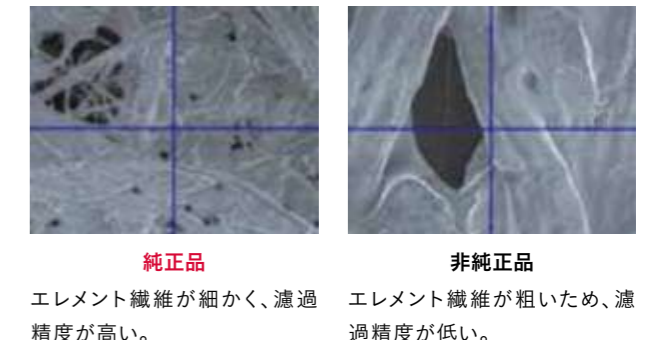 純正品
エレメント繊維が細かく、濾過
精度が高い。
非純正品
エレメント繊維が粗いため、濾
過精度が低い。